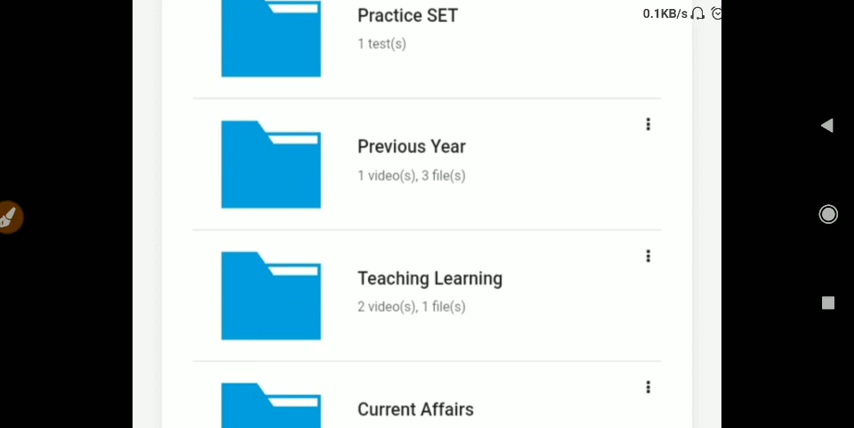 Practice SET
0.1KB/s
1 test(s)
Previous Year
1 video(s), 3 file(s)
Teaching Learning
2 video(s), 1 file(s)
Current Affairs